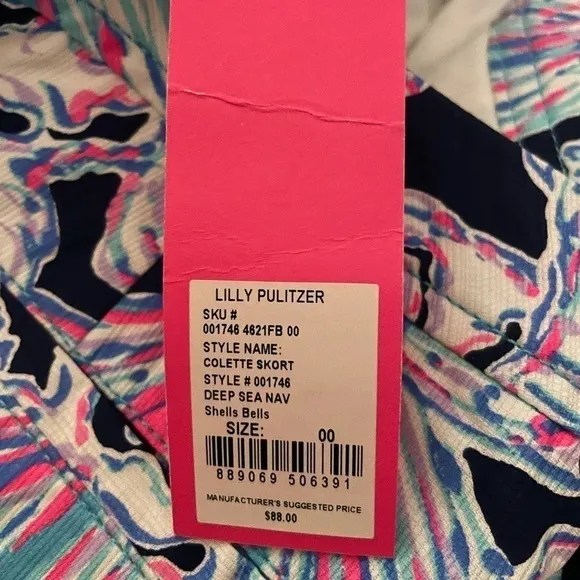 LILLY PULITZER
SKU #
001746 4621FB 00
STYLE NAME:
COLETTE SKORT
STYLE # 001746
DEEP SEA NAV
Shells Bells
SIZE: 00
889069 506391
MANUFACTURER'S SUGGESTED PRICE
$88.00